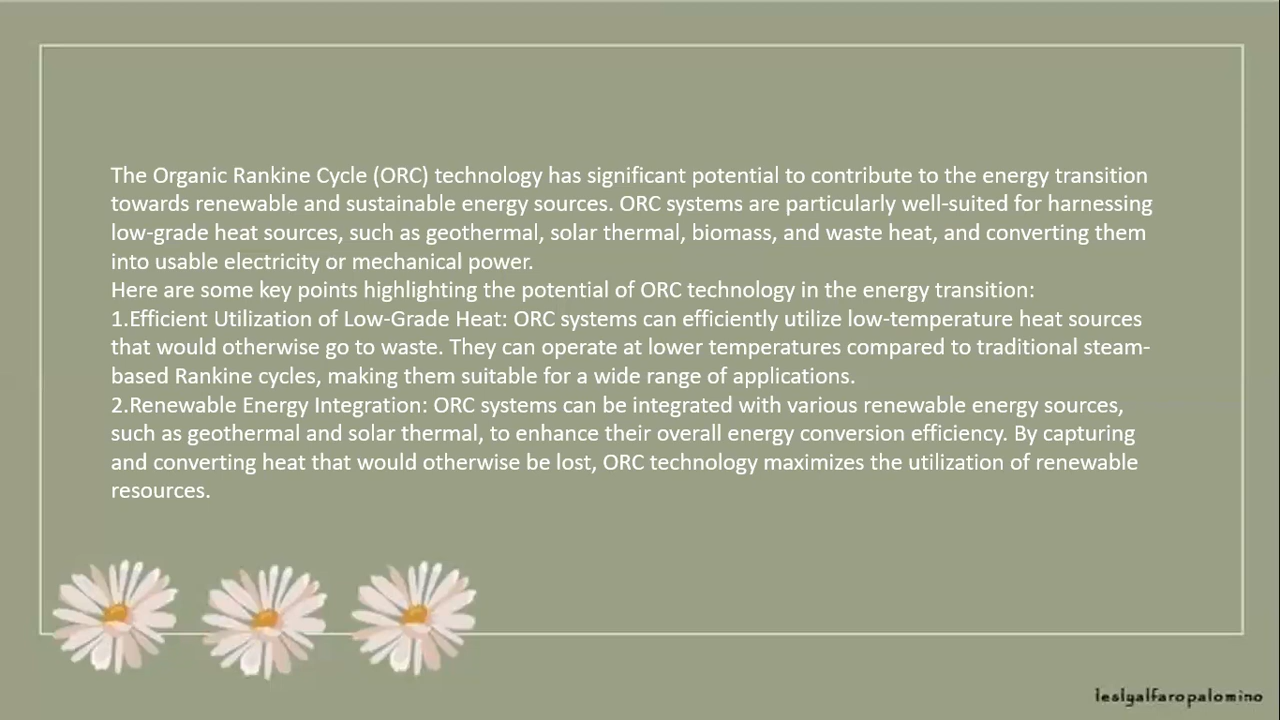 The Organic Rankine Cycle (ORC) technology has significant potential to contribute to the energy transition
towards renewable and sustainable energy sources. ORC systems are particularly well-suited for harnessing
low-grade heat sources, such as geothermal, solar thermal, biomass, and waste heat, and converting them
into usable electricity or mechanical power.
Here are some key points highlighting the potential of ORC technology in the energy transition:
1.Efficient Utilization of Low-Grade Heat: ORC systems can efficiently utilize low-temperature heat sources
that would otherwise go to waste. They can operate at lower temperatures compared to traditional steam-
based Rankine cycles, making them suitable for a wide range of applications.
2.Renewable Energy Integration: ORC systems can be integrated with various renewable energy sources,
such as geothermal and solar thermal, to enhance their overall energy conversion efficiency. By capturing
and converting heat that would otherwise be lost, ORC technology maximizes the utilization of renewable
resources.
leslyalfaropalomino